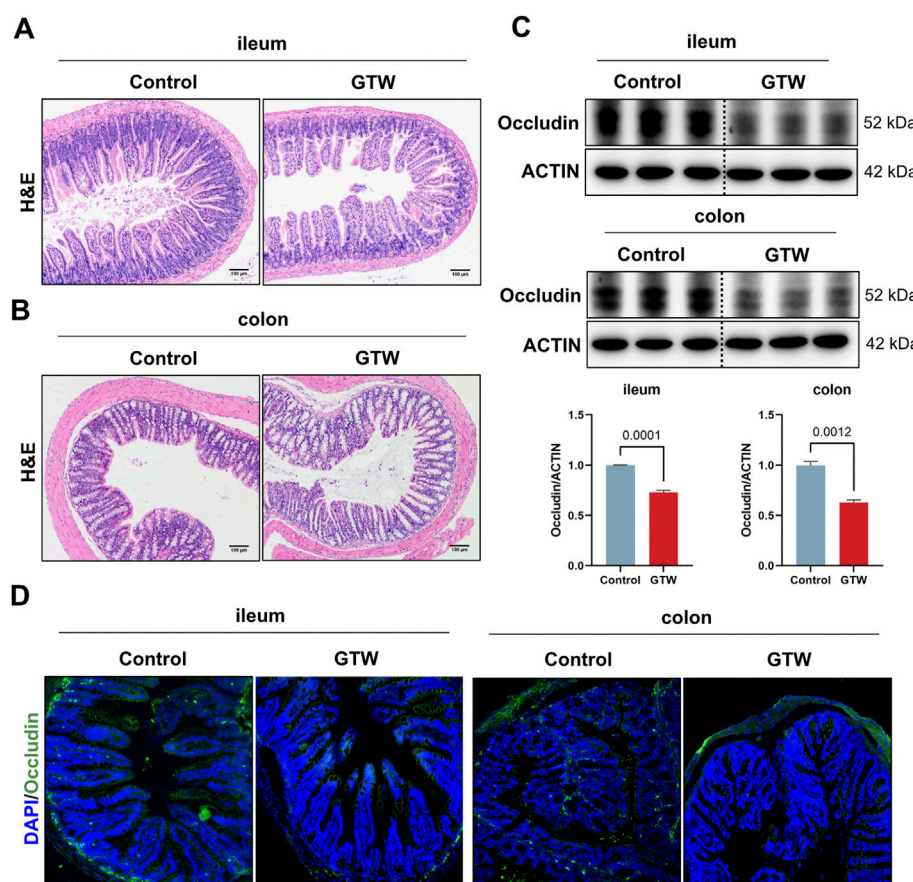 A
ileum
Control GTW
H&E
100 μm 100 μm
B
colon
Control GTW
H&E
100 μm 100 μm
C
ileum
Control GTW
Occludin 52 kDa
ACTIN 42 kDa
colon
Control GTW
Occludin 52 kDa
ACTIN 42 kDa
ileum
Occludin/ACTIN
1.5
1.0
0.5
0.0
0.0001
Control GTW
colon
Occludin/ACTIN
1.5
1.0
0.5
0.0
0.0012
Control GTW
D
ileum colon
Control GTW Control GTW
DAPI/Occludin